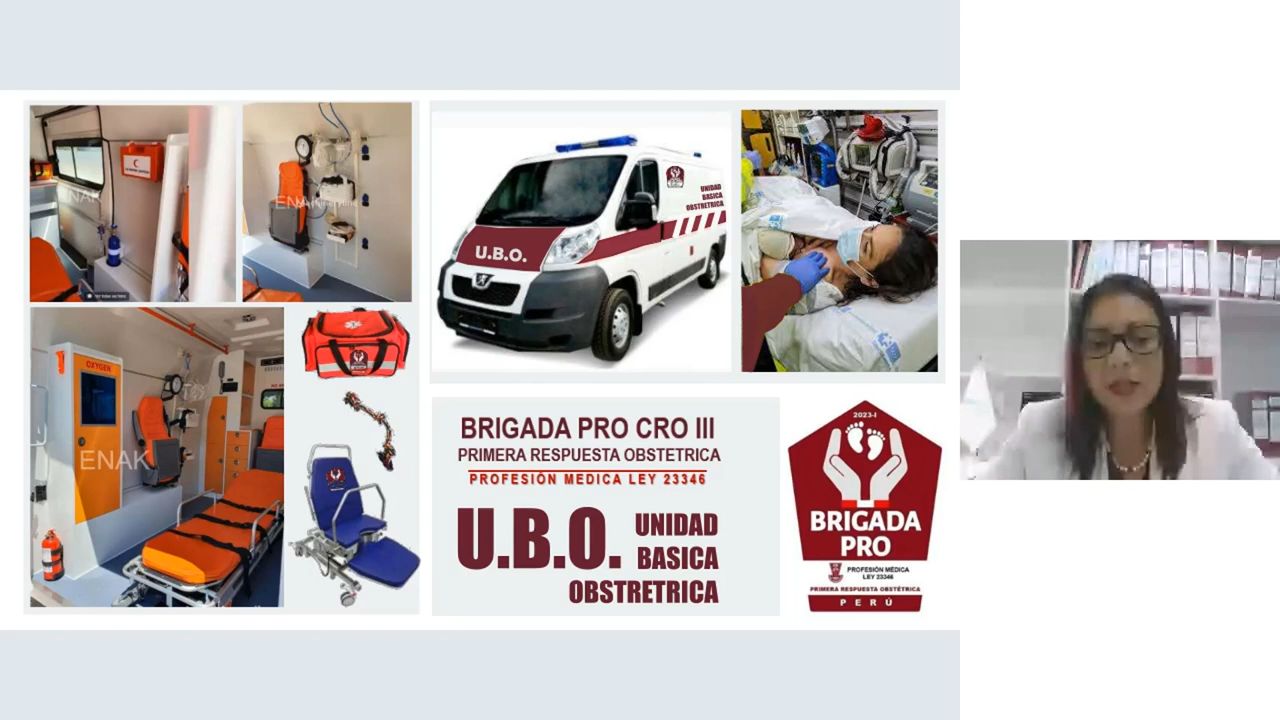 ENAK
ENAK
OXYGEN
ENAK
U.B.O.
UNIDAD
BASICA
OBSTRETRICA
BRIGADA PRO CRO III
PRIMERA RESPUESTA OBSTETRICA
PROFESIÓN MEDICA LEY 23346
U.B.O. UNIDAD
BASICA
OBSTRETRICA
2023-I
BRIGADA
PRO
PROFESIÓN MÉDICA
LEY 23346
PRIMERA RESPUESTA OBSTÉTRICA
PERÚ